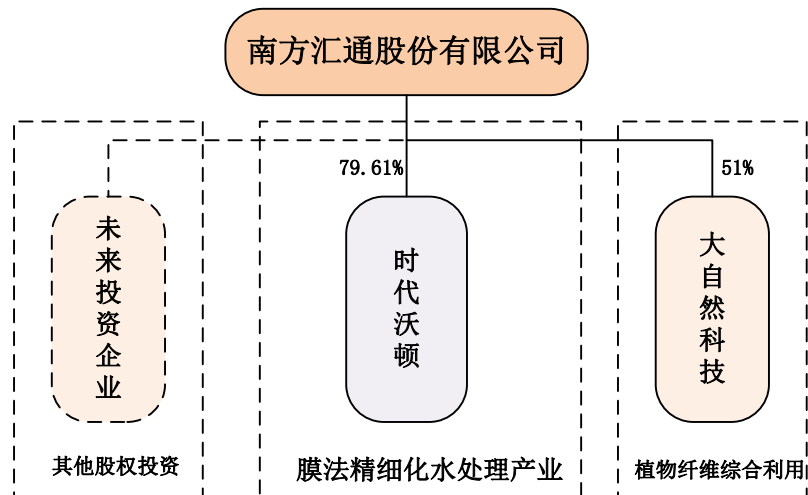 南方汇通股份有限公司
79.61%
51%
未来投资企业
时代沃顿
大自然科技
其他股权投资
膜法精细化水处理产业
植物纤维综合利用